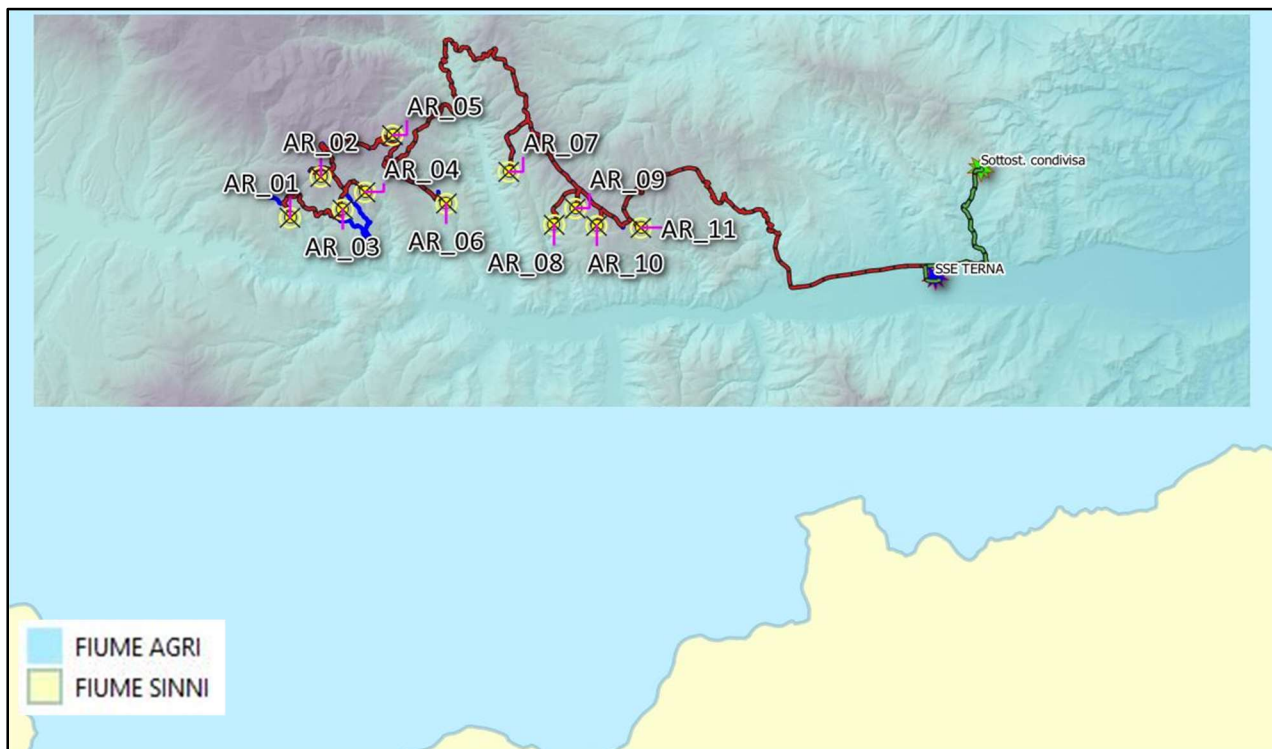 AR_05
AR_02
AR_07
Sottost. condivisa
AR_04
AR_01
AR_09
AR_03
AR_06
AR_11
AR_08
AR_10
SSE TERNA
FIUME AGRI
FIUME SINNI